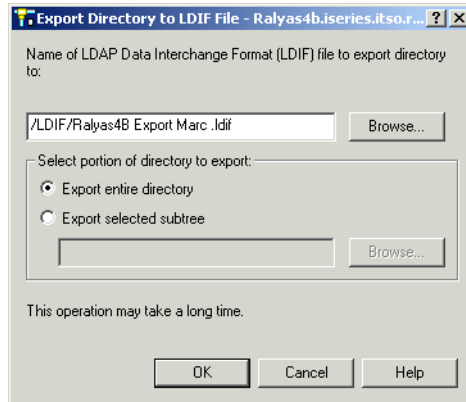 Export Directory to LDIF File - Ralyas4b.iseries.itso.r...
Name of LDAP Data Interchange Format (LDIF) file to export directory
to:
/LDIF/Ralyas4B Export Marc .ldif
Browse...
Select portion of directory to export:
Export entire directory
Export selected subtree
Browse...
This operation may take a long time.
OK
Cancel
Help